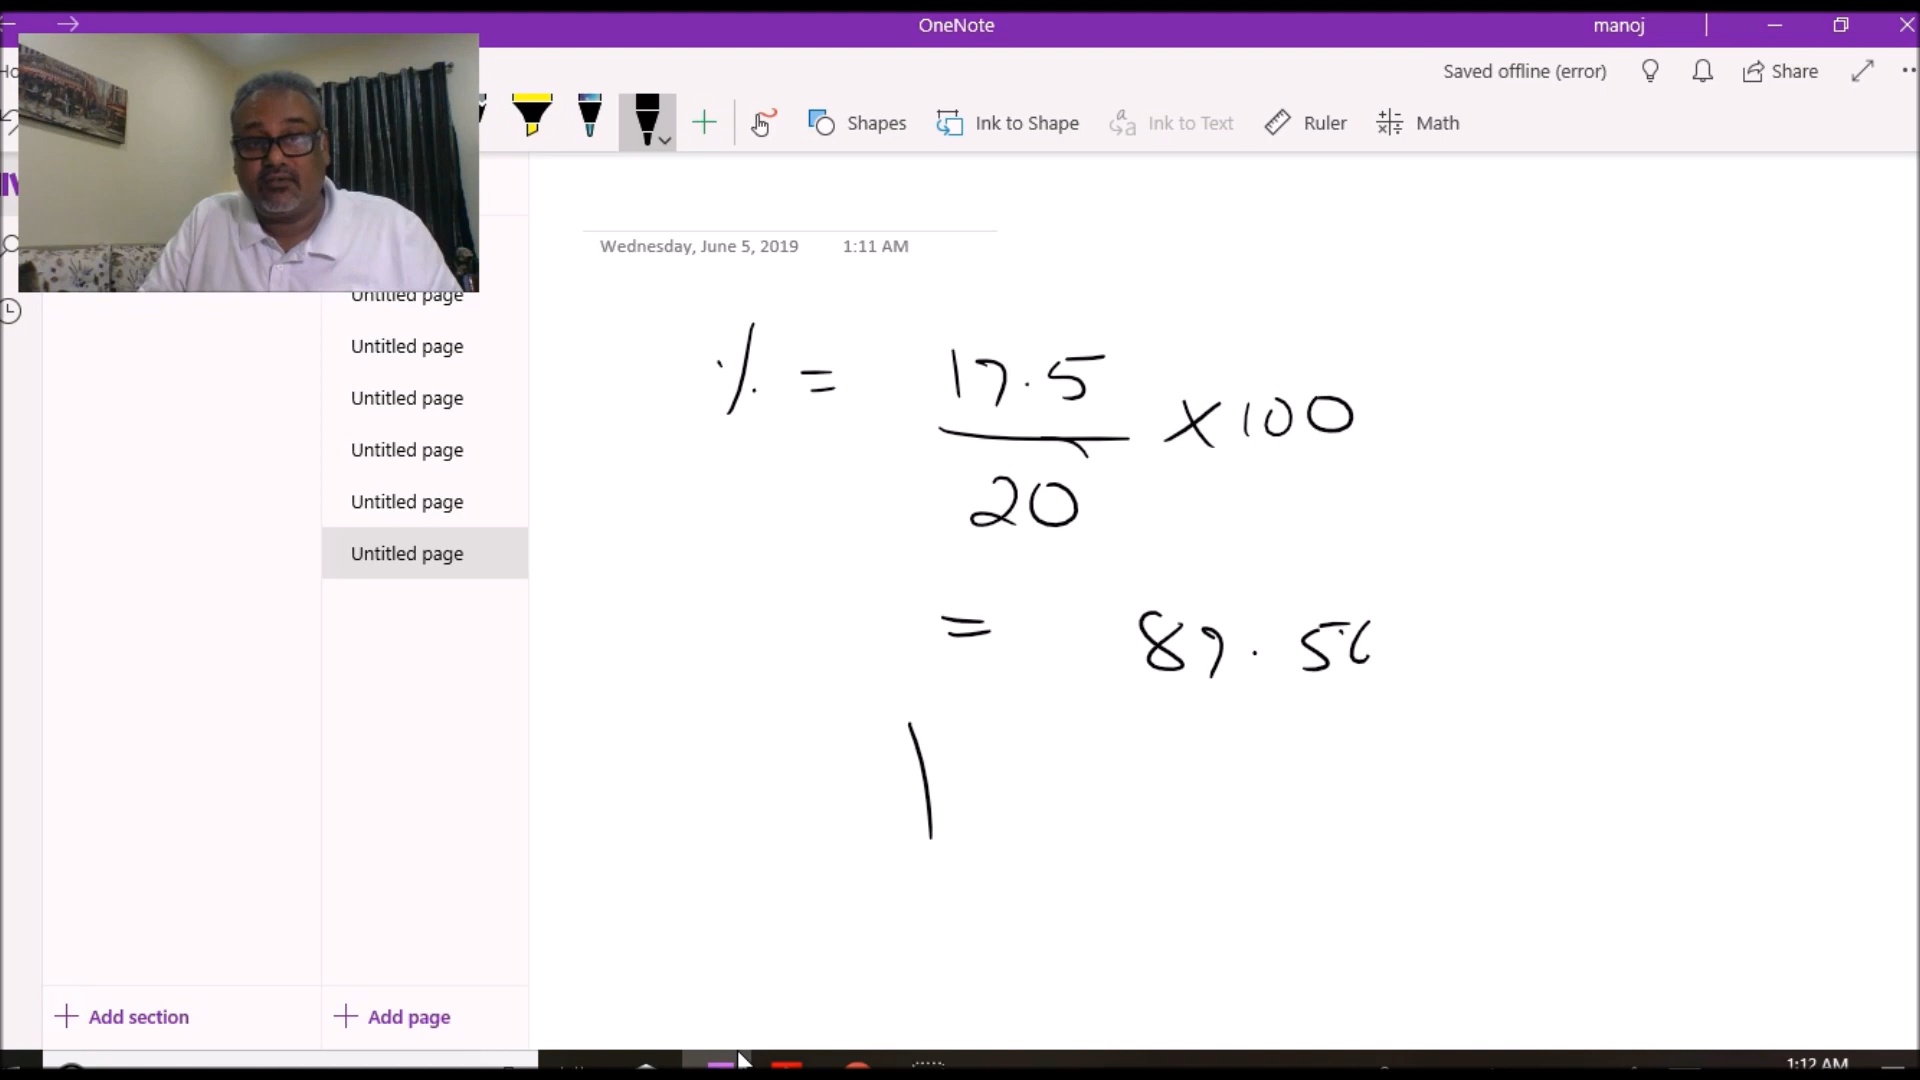 OneNote
manoj
Saved offline (error)
Share
Shapes
Ink to Shape
Ink to Text
Ruler
Math
Wednesday, June 5, 2019 1:11 AM
Untitled page
Untitled page
Untitled page
Untitled page
Untitled page
Untitled page
% = 17.5
× 100
20
= 87.5
Add section
Add page
1:12 AM